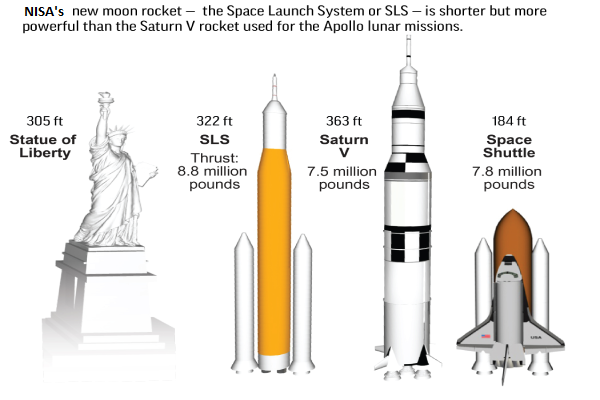 NISA's new moon rocket – the Space Launch System or SLS – is shorter but more
powerful than the Saturn V rocket used for the Apollo lunar missions.
305 ft
Statue of
Liberty
322 ft
SLS
Thrust:
8.8 million
pounds
363 ft
Saturn
V
7.5 million
pounds
184 ft
Space
Shuttle
7.8 million
pounds
USA